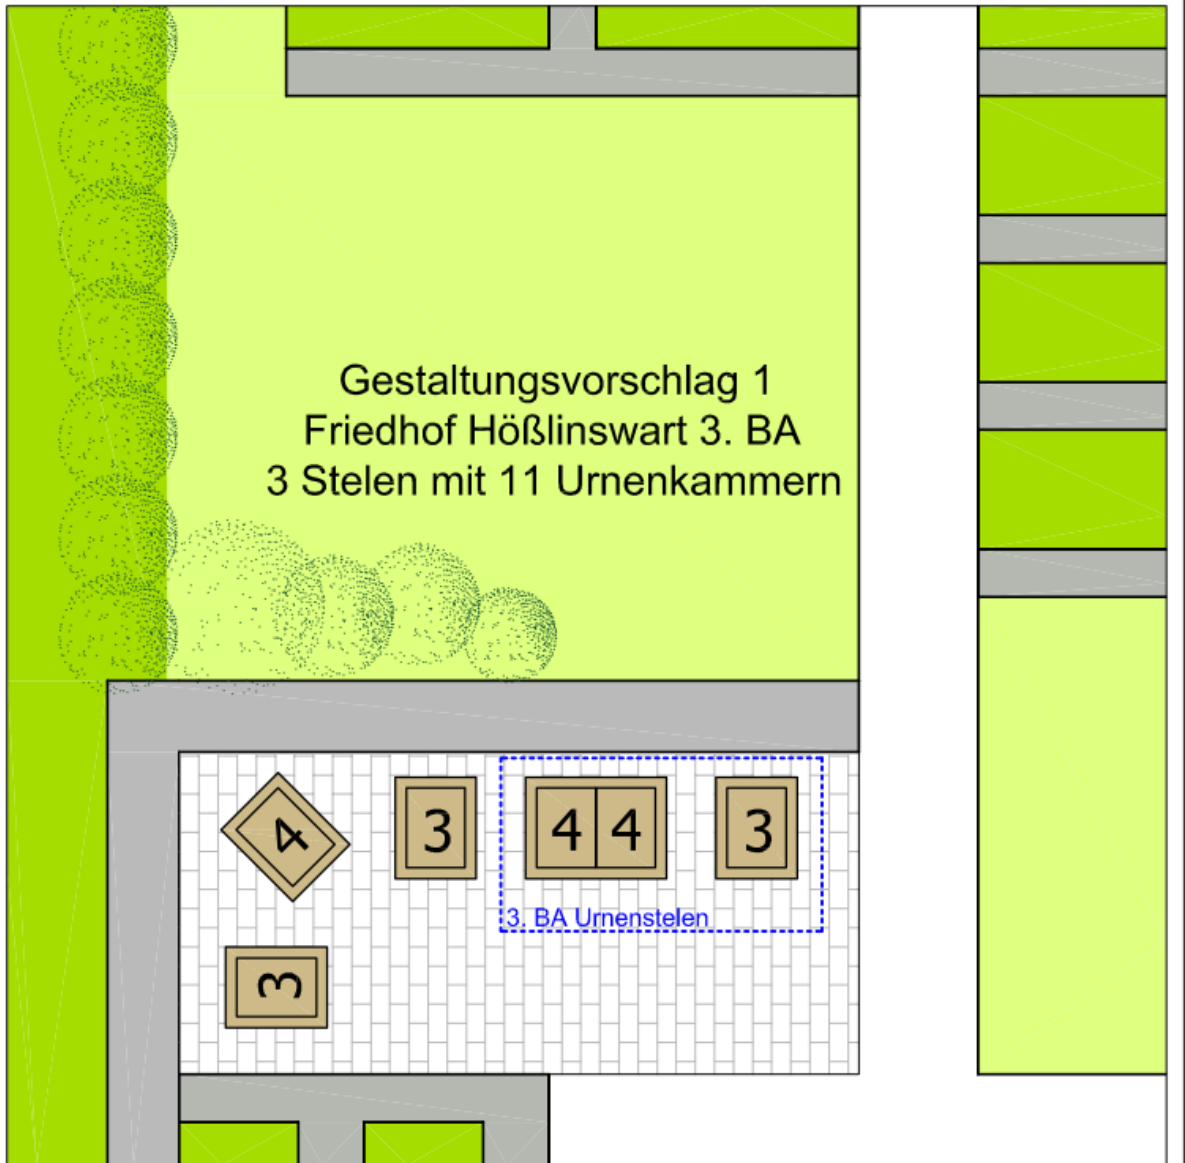 Gestaltungsvorschlag 1
Friedhof Hößlinswart 3. BA
3 Stelen mit 11 Urnenkammern
4
3
4 4
3
3. BA Urnenstelen
3